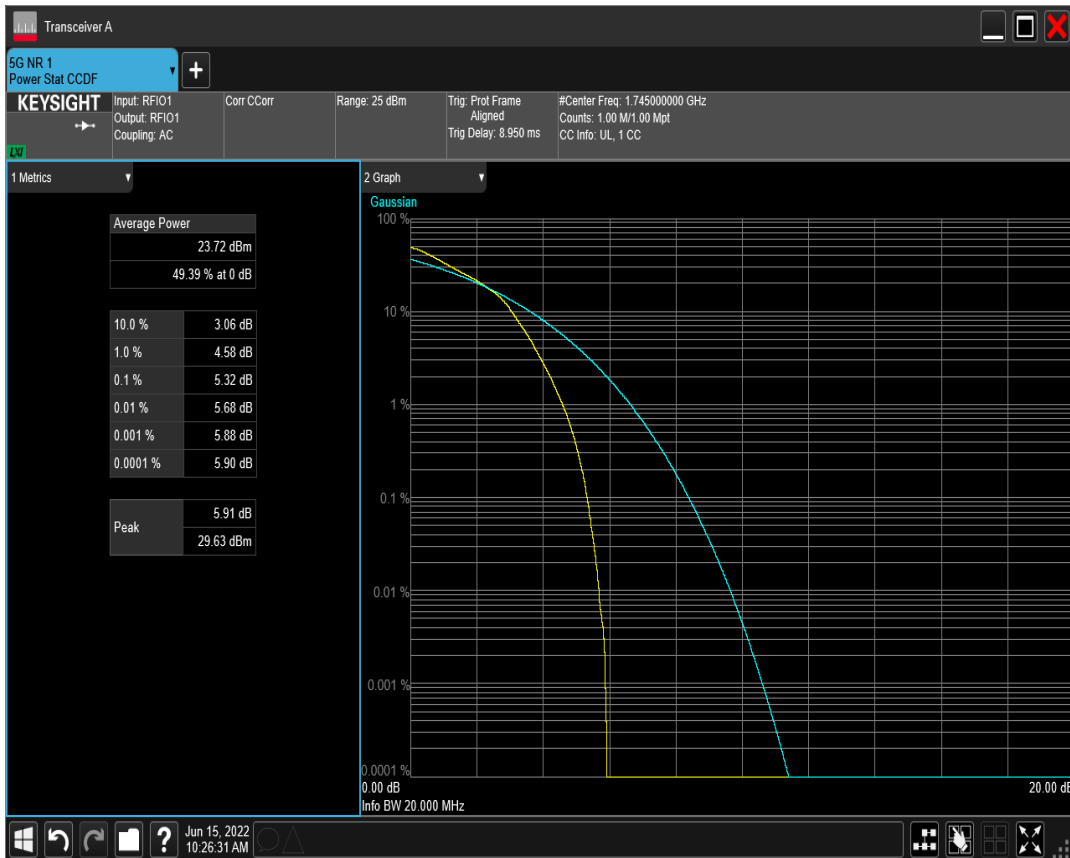 Transceiver A
5G NR 1
Power Stat CCDF
+
KEYSIGHT
LXI
Input: RFIO1
Output: RFIO1
Coupling: AC
Corr CCorr
Range: 25 dBm
Trig: Prot Frame
Aligned
Trig Delay: 8.950 ms
#Center Freq: 1.745000000 GHz
Counts: 1.00 M/1.00 Mpt
CC Info: UL, 1 CC
1 Metrics
Average Power
23.72 dBm
49.39 % at 0 dB
10.0 % 3.06 dB
1.0 % 4.58 dB
0.1 % 5.32 dB
0.01 % 5.68 dB
0.001 % 5.88 dB
0.0001 % 5.90 dB
Peak
5.91 dB
29.63 dBm
2 Graph
Gaussian
100 %
10 %
1 %
0.1 %
0.01 %
0.001 %
0.0001 %
0.00 dB 20.00 dB
Info BW 20.000 MHz
?
Jun 15, 2022
10:26:31 AM